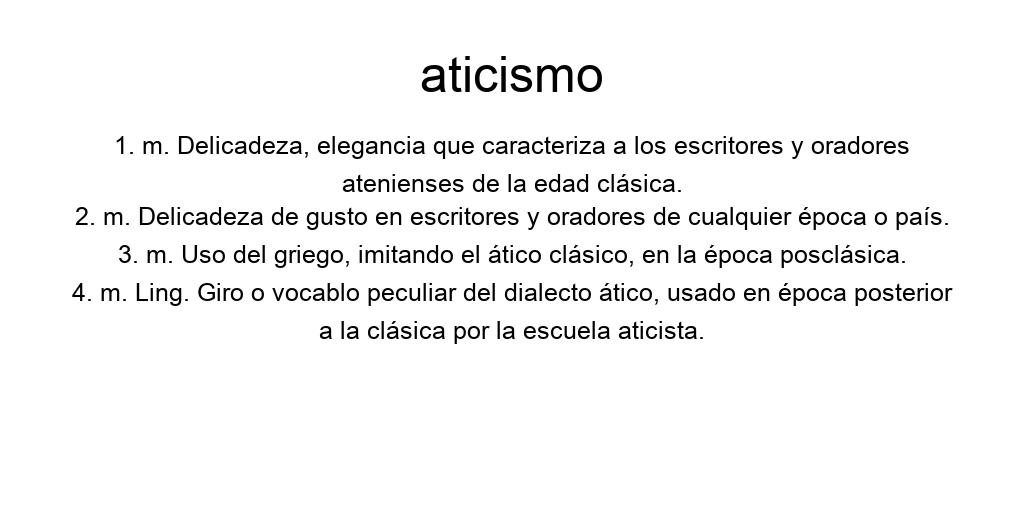 aticismo
1. m. Delicadeza, elegancia que caracteriza a los escritores y oradores
atenienses de la edad clásica.
2. m. Delicadeza de gusto en escritores y oradores de cualquier época o país.
3. m. Uso del griego, imitando el ático clásico, en la época posclásica.
4. m. Ling. Giro o vocablo peculiar del dialecto ático, usado en época posterior
a la clásica por la escuela aticista.